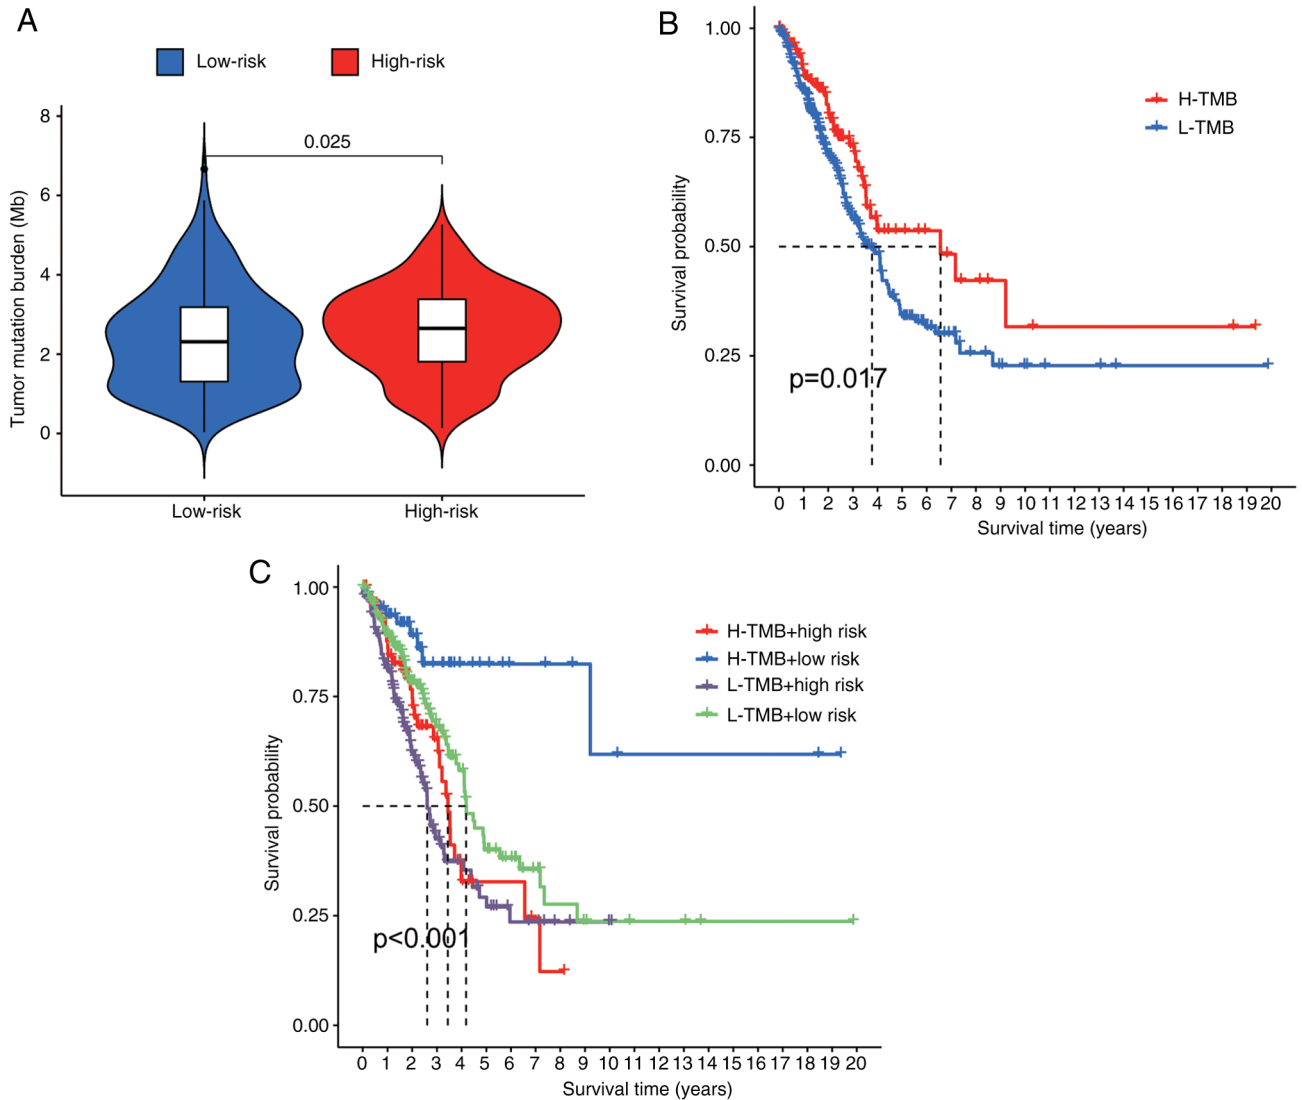 A
Low-risk
High-risk
Tumor mutation burden (Mb)
8
6
4
2
0
0.025
Low-risk
High-risk
B
Survival probability
1.00
0.75
0.50
0.25
0.00
H-TMB
L-TMB
p=0.017
0 1 2 3 4 5 6 7 8 9 10 11 12 13 14 15 16 17 18 19 20
Survival time (years)
C
Survival probability
1.00
0.75
0.50
0.25
0.00
H-TMB+high risk
H-TMB+low risk
L-TMB+high risk
L-TMB+low risk
p<0.001
0 1 2 3 4 5 6 7 8 9 10 11 12 13 14 15 16 17 18 19 20
Survival time (years)